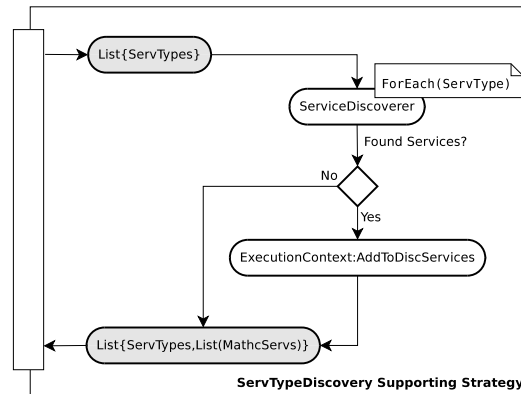 List{ServTypes}
ForEach(ServType)
ServiceDiscoverer
Found Services?
No
Yes
ExecutionContext:AddToDiscServices
List{ServTypes,List(MathcServs)}
ServTypeDiscovery Supporting Strategy